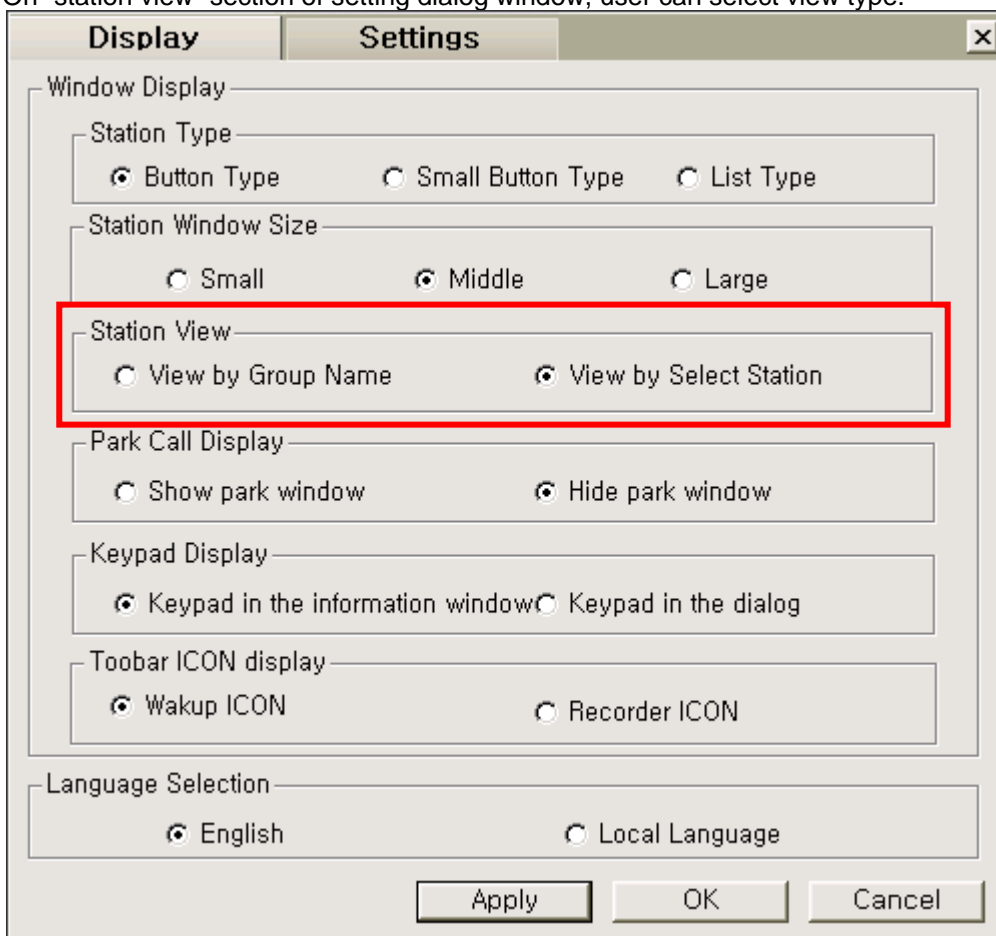 On "station view" section of setting dialog window, user can select view type.
Display Settings
Window Display
Station Type
Button Type Small Button Type List Type
Station Window Size
Small Middle Large
Station View
View by Group Name View by Select Station
Park Call Display
Show park window Hide park window
Keypad Display
Keypad in the information window Keypad in the dialog
Toobar ICON display
Wakup ICON Recorder ICON
Language Selection
English Local Language
Apply OK Cancel